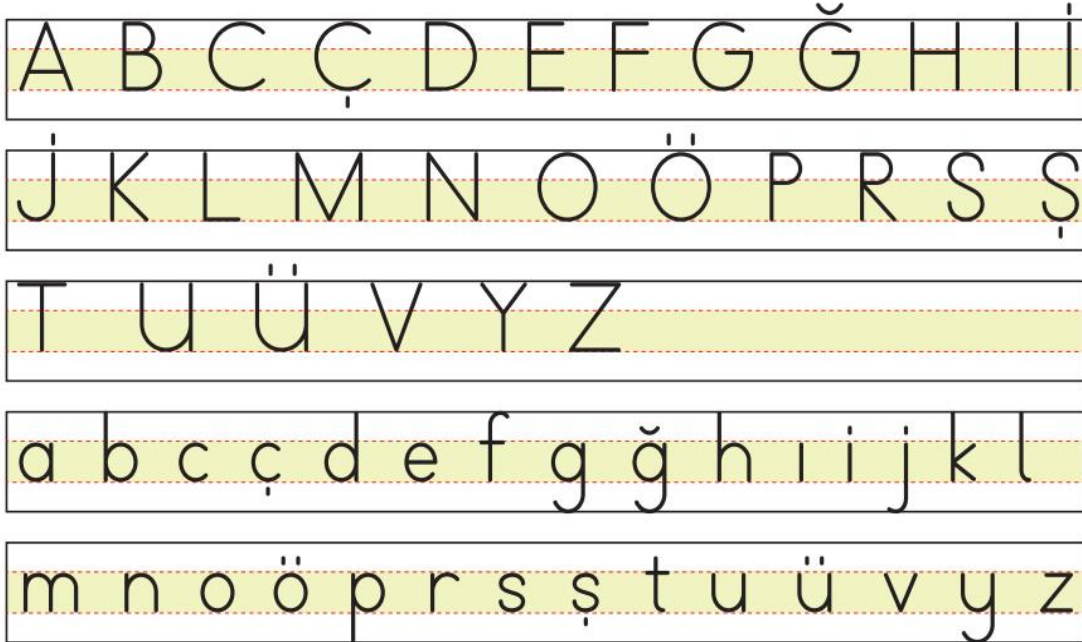 A B C Ç D E F G Ğ H I İ
J K L M N O Ö P R S Ş
T U Ü V Y Z
a b c ç d e f g ğ h ı i j k l
m n o ö p r s ş t u ü v y z